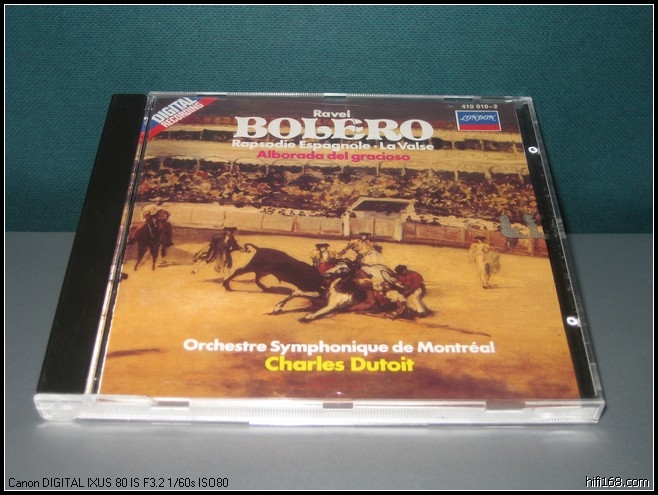 DIGITAL
RECORDING
410 010-2
LONDON
Ravel
BOLERO
Rapsodie Espagnole · La Valse
Alborada del gracioso
Orchestre Symphonique de Montréal
Charles Dutoit
Canon DIGITAL IXUS 80 IS F3.2 1/60s ISO80
hifi168.com